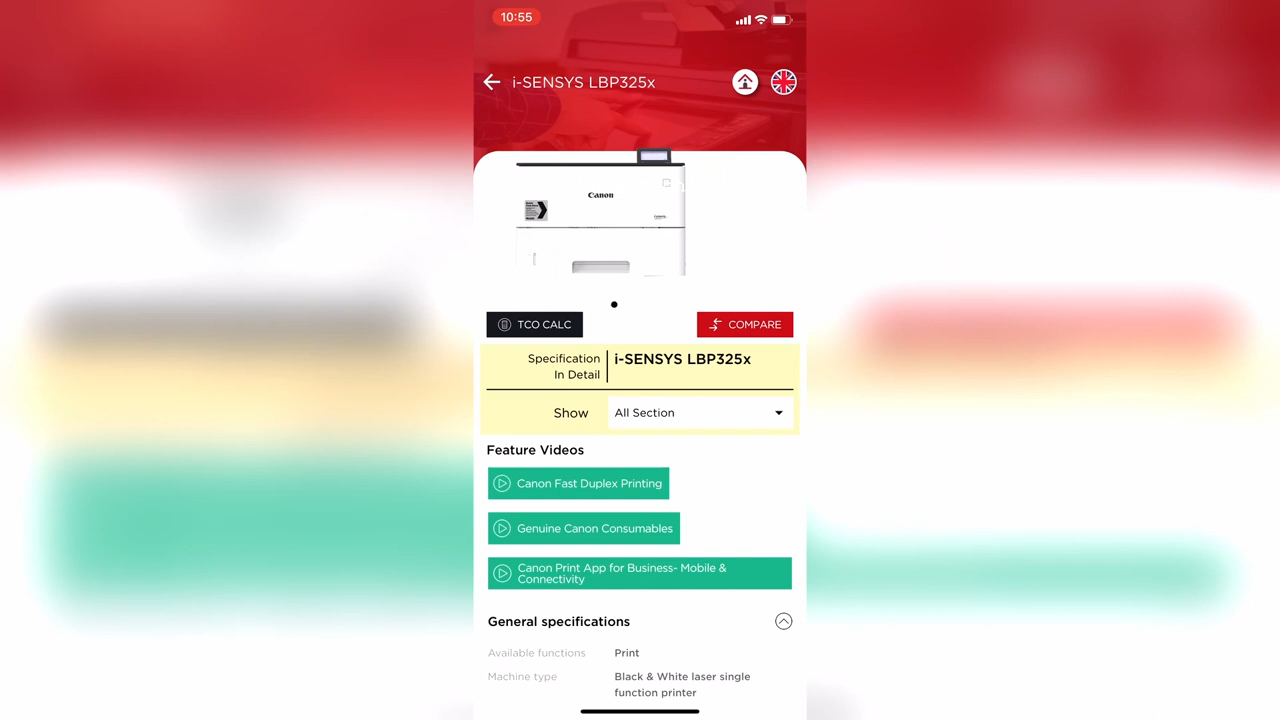 10:55
i-SENSYS LBP325x
Canon
TCO CALC
COMPARE
Specification
In Detail
i-SENSYS LBP325x
Show
All Section
Feature Videos
Canon Fast Duplex Printing
Genuine Canon Consumables
Canon Print App for Business- Mobile &
Connectivity
General specifications
Available functions
Print
Machine type
Black & White laser single
function printer